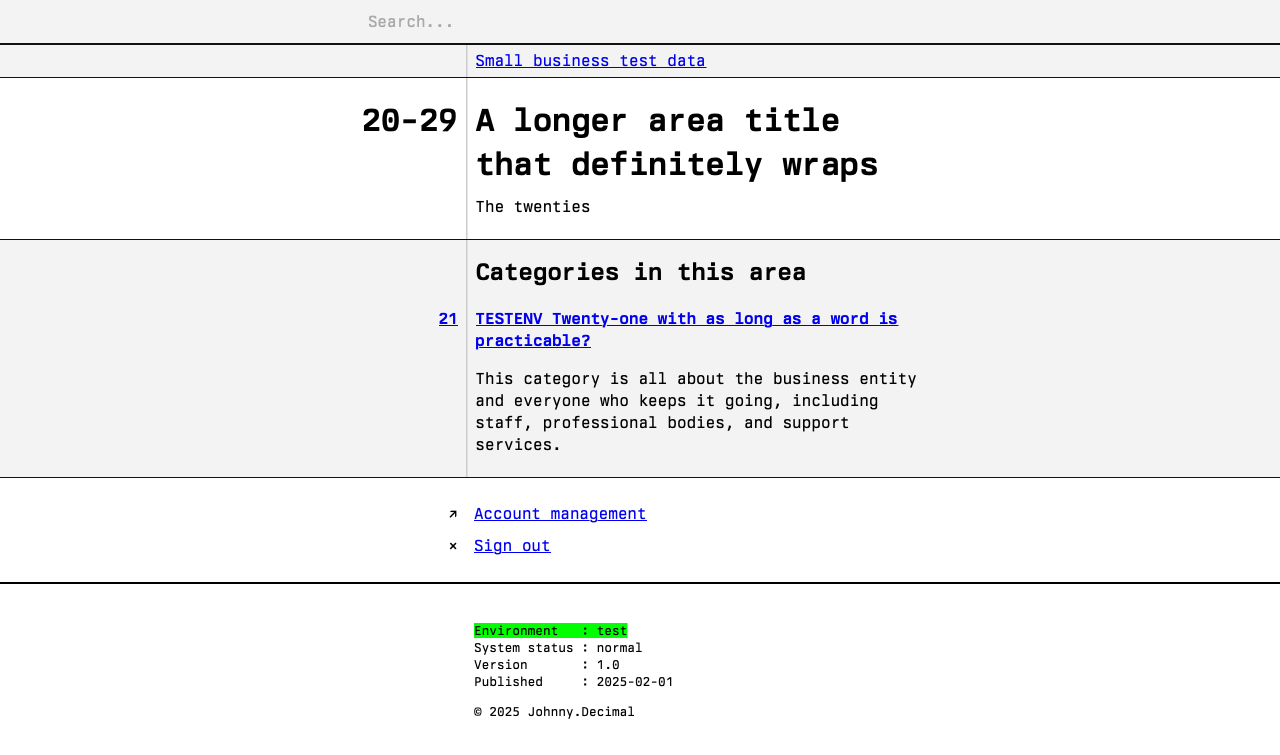 Search...
Small business test data
20-29 A longer area title
that definitely wraps
The twenties
Categories in this area
21 TESTENV Twenty-one with as long as a word is
practicable?
This category is all about the business entity
and everyone who keeps it going, including
staff, professional bodies, and support
services.
↗ Account management
× Sign out
Environment : test
System status : normal
Version : 1.0
Published : 2025-02-01
© 2025 Johnny.Decimal